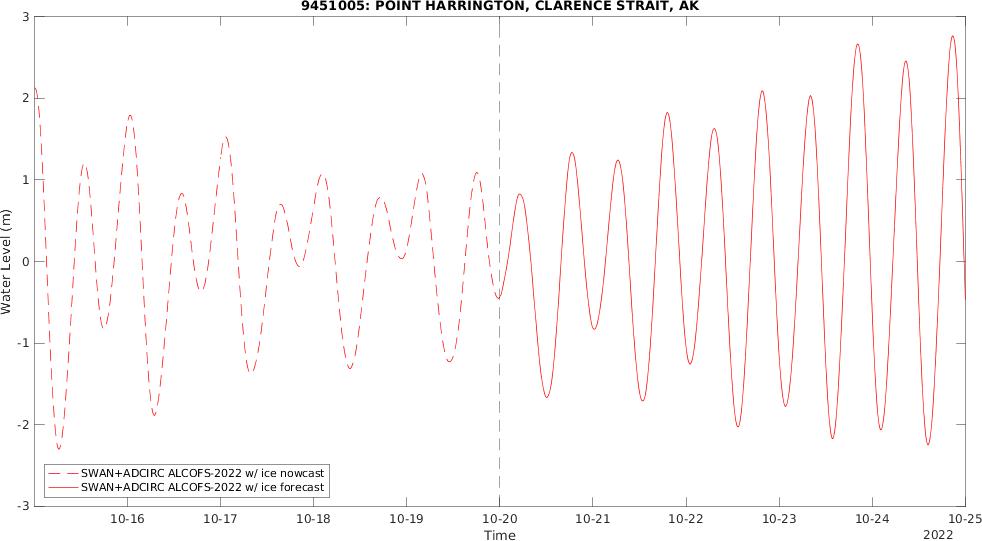 9451005: POINT HARRINGTON, CLARENCE STRAIT, AK
3
2
1
0
-1
-2
-3
Water Level (m)
SWAN+ADCIRC ALCOFS-2022 w/ ice nowcast
SWAN+ADCIRC ALCOFS-2022 w/ ice forecast
10-16 10-17 10-18 10-19 10-20 10-21 10-22 10-23 10-24 10-25
Time
2022